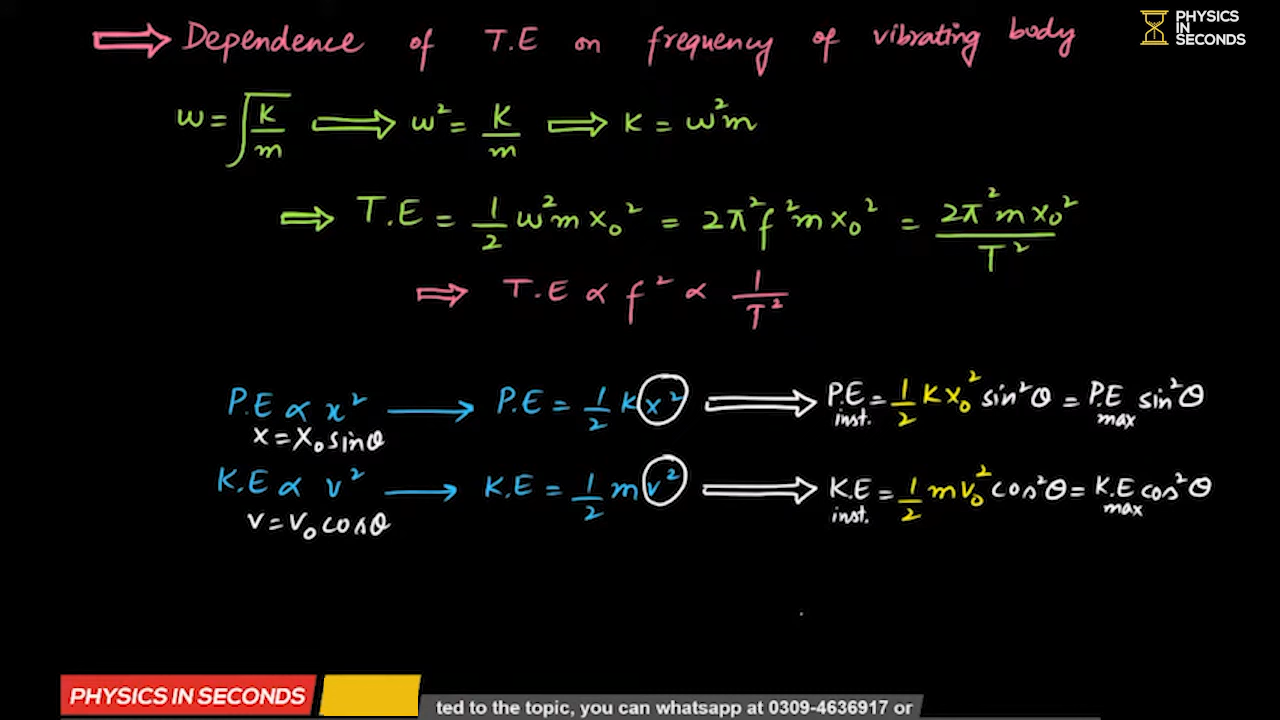 ⟹ Dependence of T.E on frequency of vibrating body
PHYSICS
IN
SECONDS
ω = √(K/m) ⟹ ω² = K/m ⟹ K = ω²m
⟹ T.E = 1/2 ω²m x₀² = 2π²f²m x₀² = 2π²m x₀²/T²
⟹ T.E ∝ f² ∝ 1/T²
P.E ∝ x² ⟶ P.E = 1/2 K x² ⟹ P.E inst. = 1/2 K x₀² sin²θ = P.E max sin²θ
x = x₀ sinθ
K.E ∝ v² ⟶ K.E = 1/2 m v² ⟹ K.E inst. = 1/2 m v₀² cos²θ = K.E max cos²θ
v = v₀ cosθ
PHYSICS IN SECONDS
ted to the topic, you can whatsapp at 0309-4636917 or